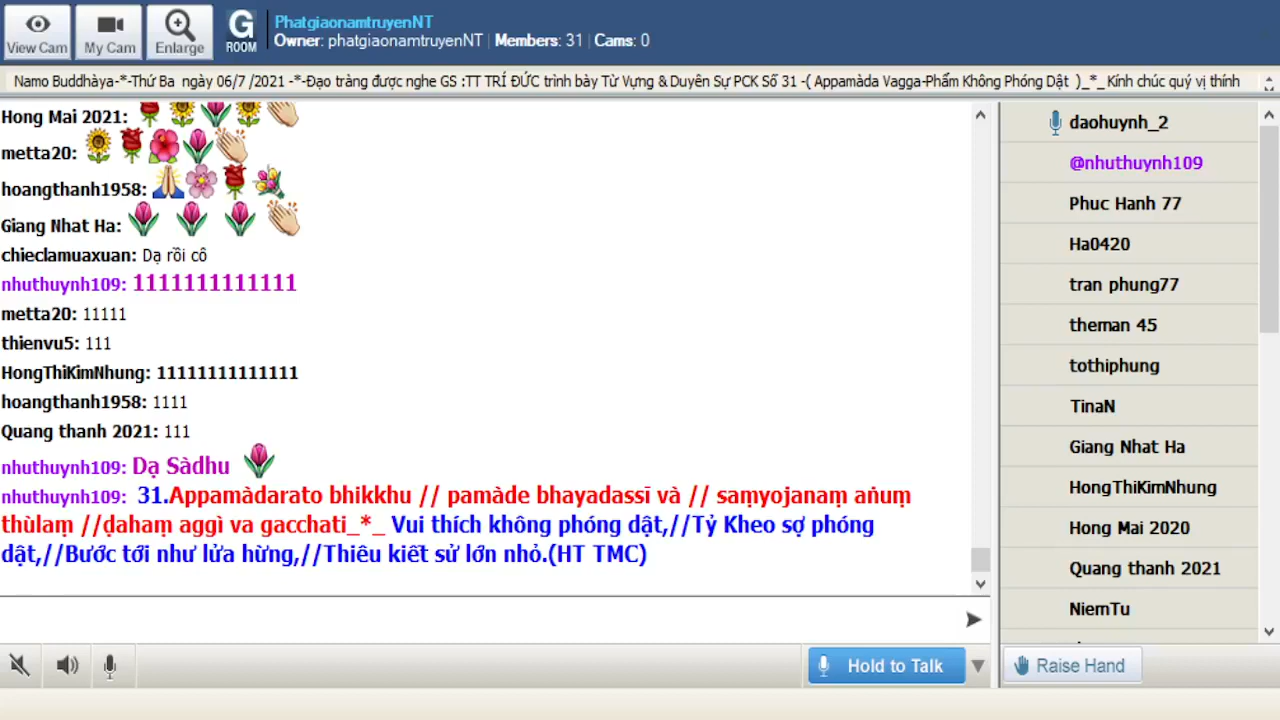 View Cam
My Cam
Enlarge
G
ROOM
PhatgiaonamtruyenNT
Owner: phatgiaonamtruyenNT | Members: 31 | Cams: 0
Namo Buddhàya-*-Thứ Ba ngày 06/7 /2021 -*-Đạo tràng được nghe GS :TT TRÍ ĐỨC trình bày Từ Vựng & Duyên Sự PCK Số 31 -( Appamàda Vagga-Phẩm Không Phóng Dật )_*_ Kính chúc quý vị thính
Hong Mai 2021:
metta20:
hoangthanh1958:
Giang Nhat Ha:
chieclamuaxuan: Dạ rồi cô
nhuthuynh109: 1111111111111
metta20: 11111
thienvu5: 111
HongThiKimNhung: 11111111111111
hoangthanh1958: 1111
Quang thanh 2021: 111
nhuthuynh109: Dạ Sàdhu
nhuthuynh109: 31.Appamàdarato bhikkhu // pamàde bhayadassī và // saṃyojanaṃ aṅuṃ
thùlaṃ //ḍahaṃ aggì va gacchati_*_ Vui thích không phóng dật,//Tỷ Kheo sợ phóng
dật,//Bước tới như lửa hừng,//Thiêu kiết sử lớn nhỏ.(HT TMC)
daohuynh_2
@nhuthuynh109
Phuc Hanh 77
Ha0420
tran phung77
theman 45
tothiphung
TinaN
Giang Nhat Ha
HongThiKimNhung
Hong Mai 2020
Quang thanh 2021
NiemTu
Hold to Talk
Raise Hand